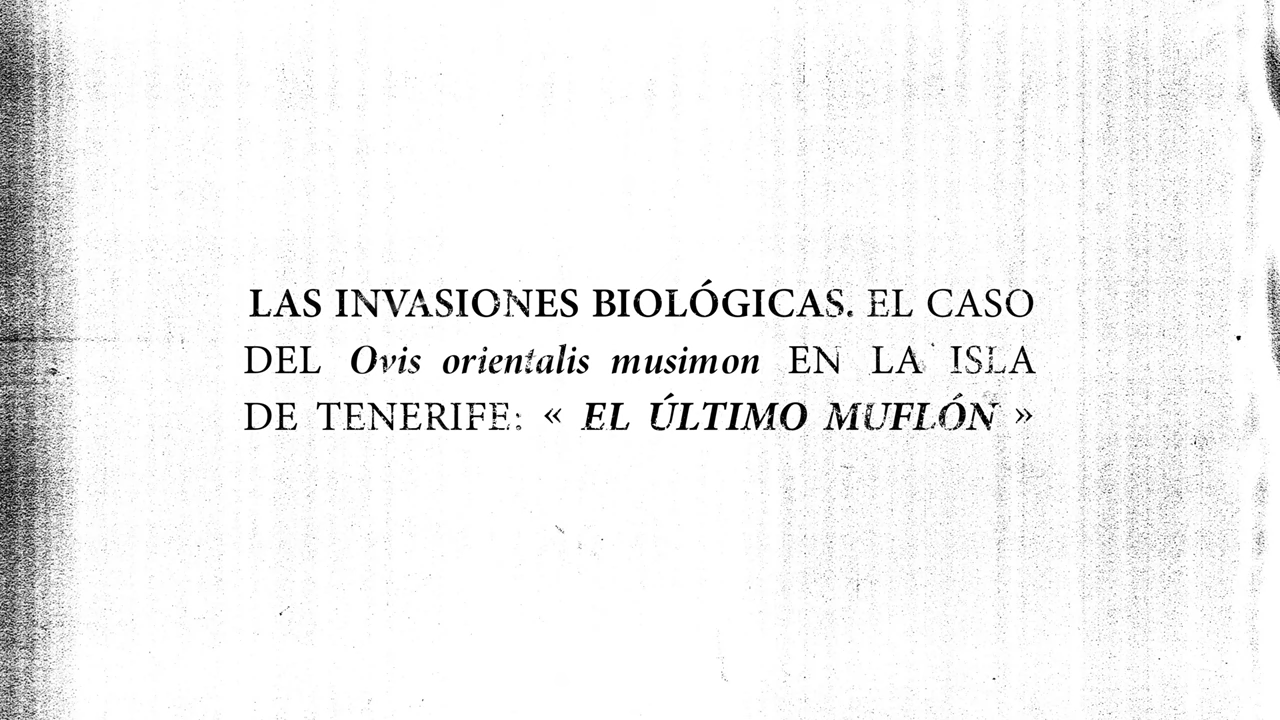 LAS INVASIONES BIOLÓGICAS. EL CASO
DEL Ovis orientalis musimon EN LA ISLA
DE TENERIFE: « EL ÚLTIMO MUFLÓN »